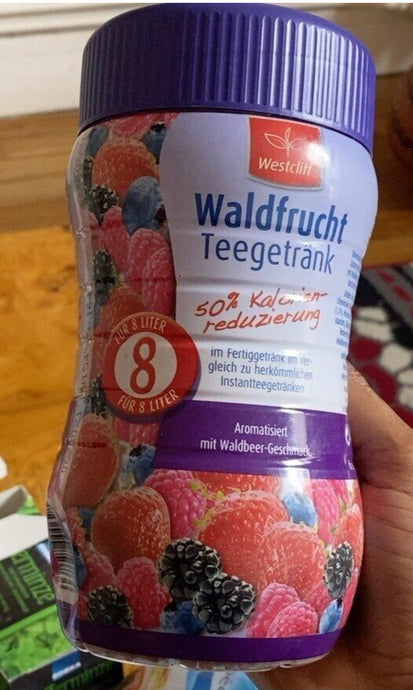 Westcliff
Waldfrucht
Teegetränk
50% Kalorien-
reduzierung
im Fertiggetränk im ver-
gleich zu herkömmlichen
Instantteegetränken
FÜR 8 LITER
8
FÜR 8 LITER
Aromatisiert
mit Waldbeer-Geschmack